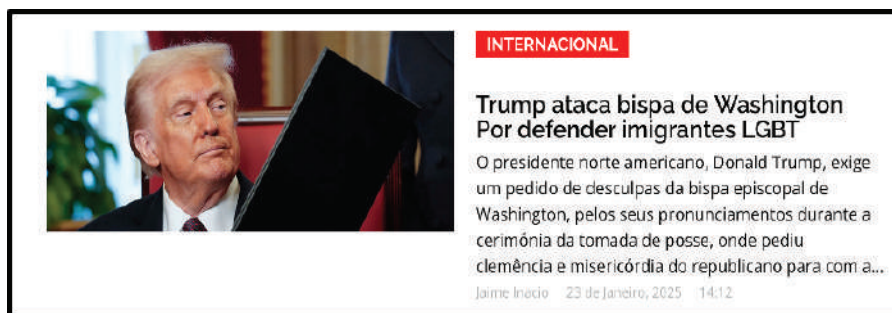 INTERNACIONAL
Trump ataca bispa de Washington
Por defender imigrantes LGBT
O presidente norte americano, Donald Trump, exige
um pedido de desculpas da bispa episcopal de
Washington, pelos seus pronunciamentos durante a
cerimónia da tomada de posse, onde pediu
clemência e misericórdia do republicano para com a...
Jaime Inacio 23 de Janeiro, 2025 14:12